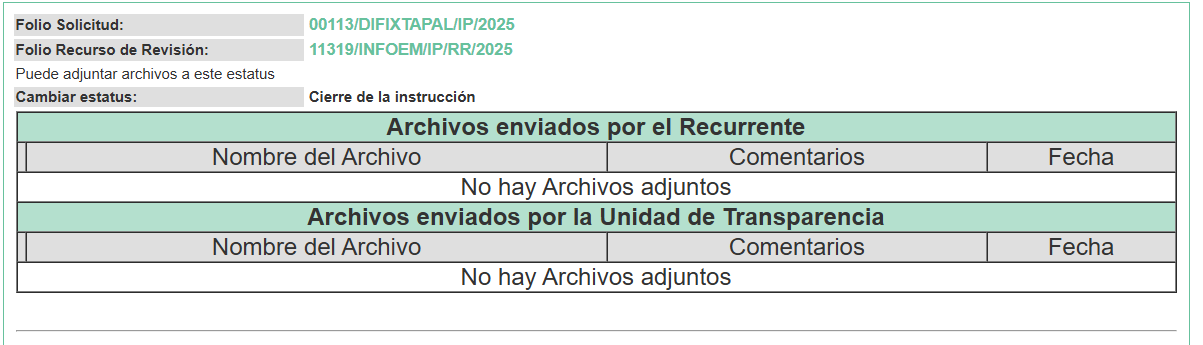 Folio Solicitud: 00113/DIFIXTAPAL/IP/2025
Folio Recurso de Revisión: 11319/INFOEM/IP/RR/2025
Puede adjuntar archivos a este estatus
Cambiar estatus: Cierre de la instrucción
Archivos enviados por el Recurrente
Nombre del Archivo Comentarios Fecha
No hay Archivos adjuntos
Archivos enviados por la Unidad de Transparencia
Nombre del Archivo Comentarios Fecha
No hay Archivos adjuntos